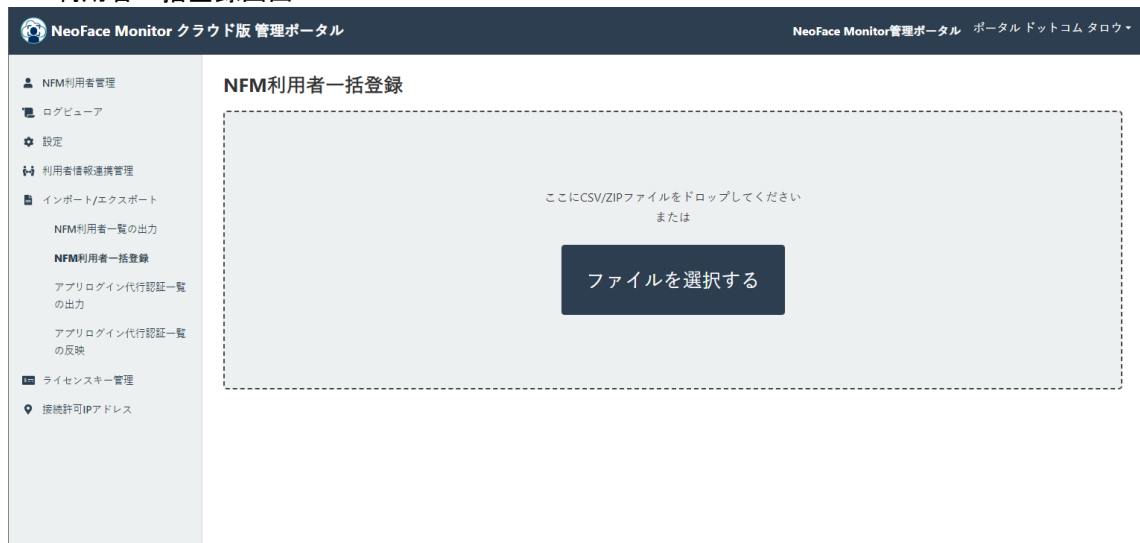 NeoFace Monitor クラウド版 管理ポータル
NeoFace Monitor管理ポータル ポータル ドットコム タロウ
NFM利用者管理
ログビューア
設定
利用者情報連携管理
インポート/エクスポート
NFM利用者一覧の出力
NFM利用者一括登録
アプリログイン代行認証一覧
の出力
アプリログイン代行認証一覧
の反映
ライセンスキー管理
接続許可IPアドレス
NFM利用者一括登録
ここにCSV/ZIPファイルをドロップしてください
または
ファイルを選択する